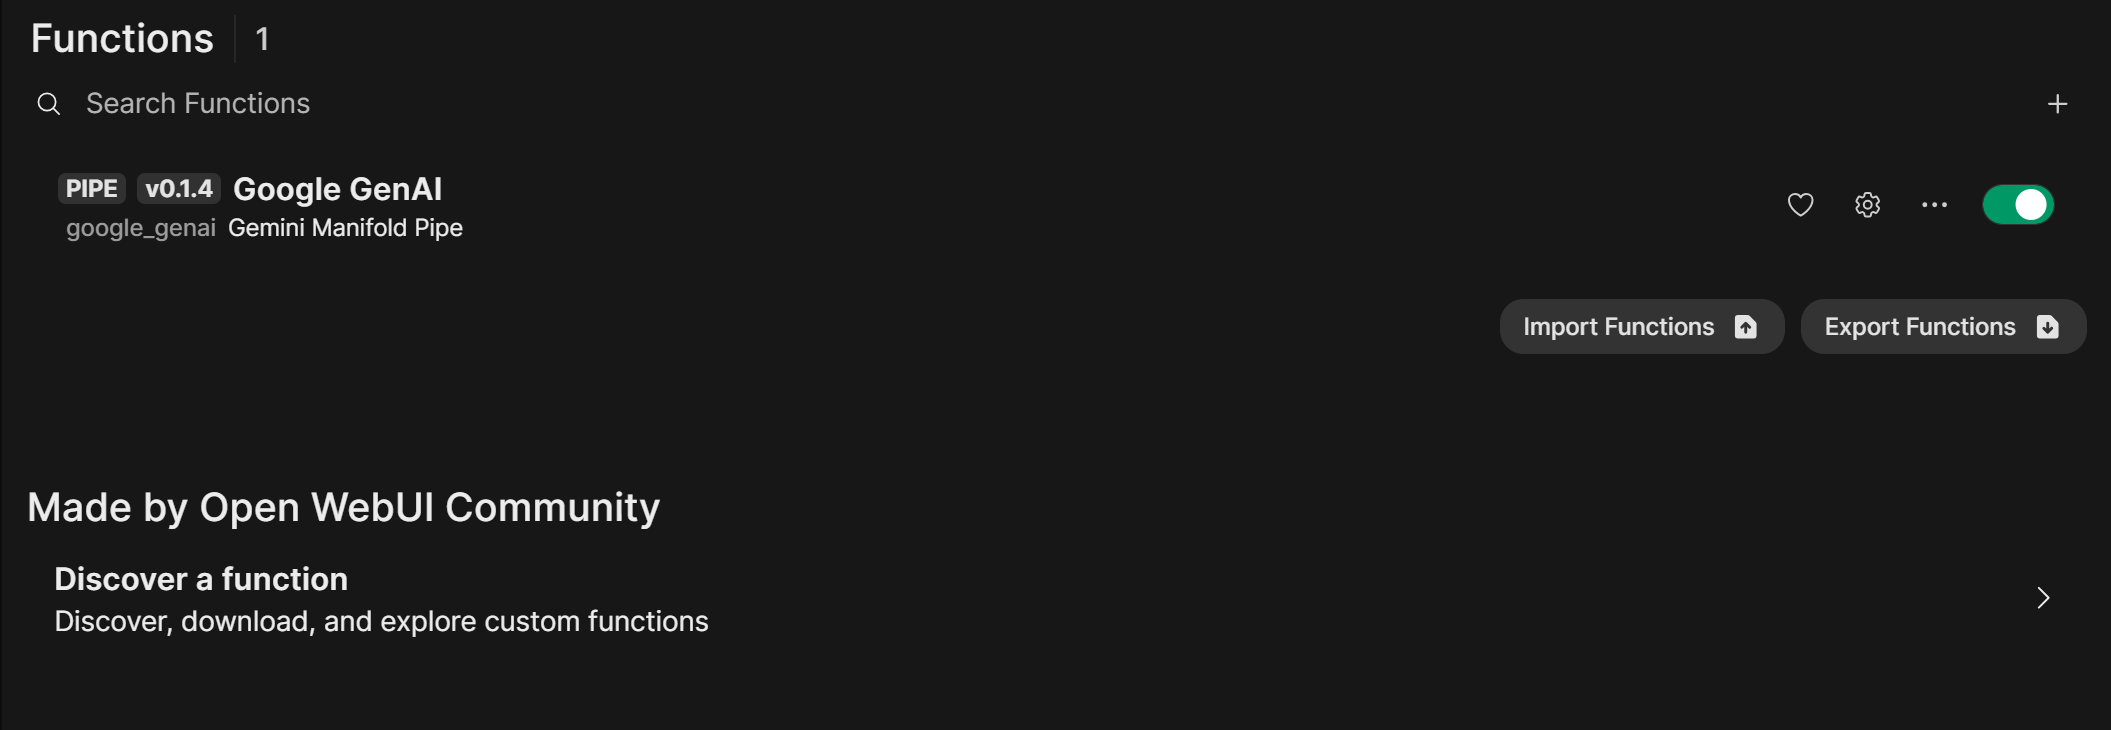 Functions 1
Search Functions
PIPE v0.1.4 Google GenAI
google_genai Gemini Manifold Pipe
Import Functions Export Functions
Made by Open WebUI Community
Discover a function
Discover, download, and explore custom functions